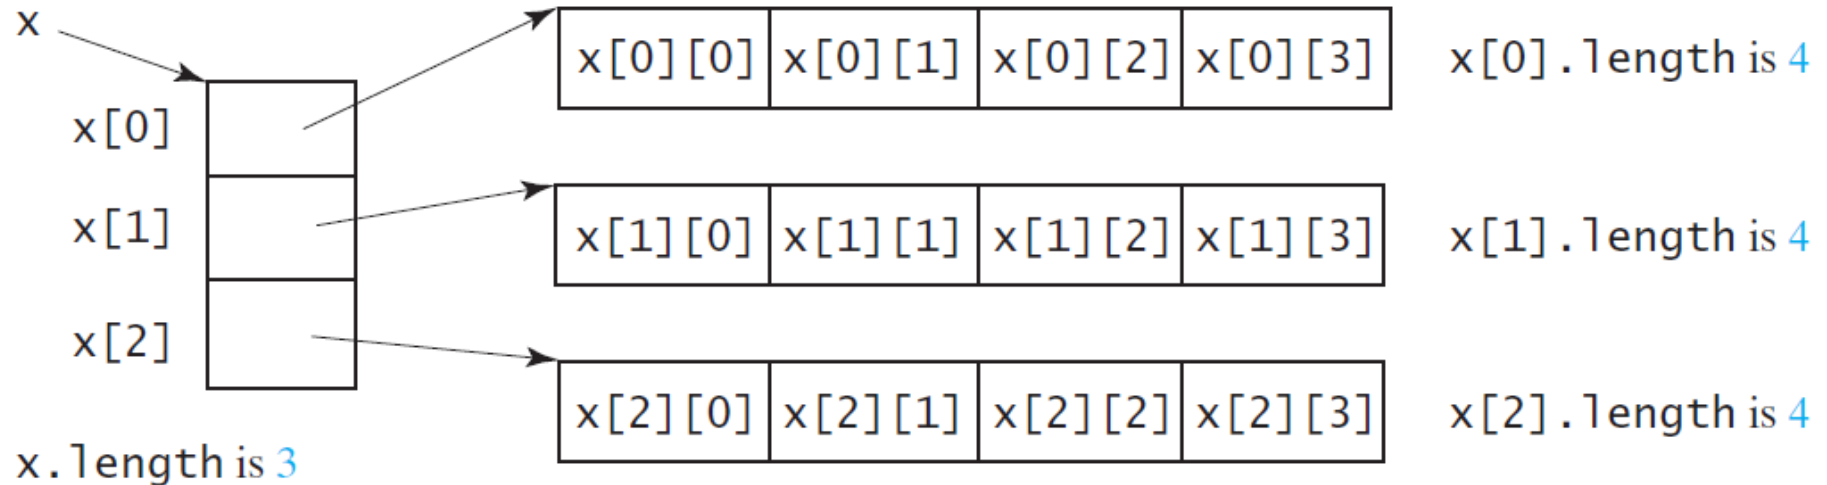 x
x[0][0] x[0][1] x[0][2] x[0][3] x[0].length is 4
x[0]
x[1]
x[1][0] x[1][1] x[1][2] x[1][3] x[1].length is 4
x[2]
x[2][0] x[2][1] x[2][2] x[2][3] x[2].length is 4
x.length is 3